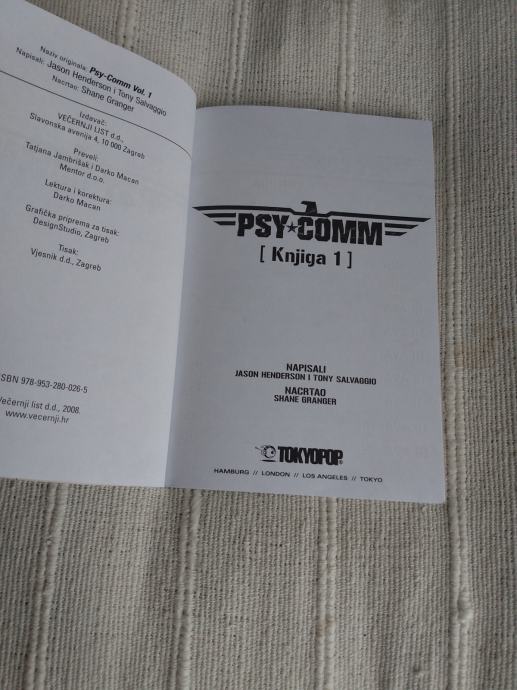 Naziv originala: Psy-Comm Vol. 1
Napisali: Jason Henderson i Tony Salvaggio
Nacrtao: Shane Granger
Izdavač:
VEČERNJI LIST d.d.,
Slavonska avenija 4, 10 000 Zagreb
Preveli:
Tatjana Jambrišak i Darko Macan
Mentor d.o.o.
Lektura i korektura:
Darko Macan
Grafička priprema za tisak:
DesignStudio, Zagreb
Tisak:
Vjesnik d.d., Zagreb
ISBN 978-953-280-026-5
Večernji list d.d., 2008.
www.vecernji.hr
PSY★COMM
[ Knjiga 1 ]
NAPISALI
JASON HENDERSON I TONY SALVAGGIO
NACRTAO
SHANE GRANGER
TOKYOPOP®
HAMBURG // LONDON // LOS ANGELES // TOKYO